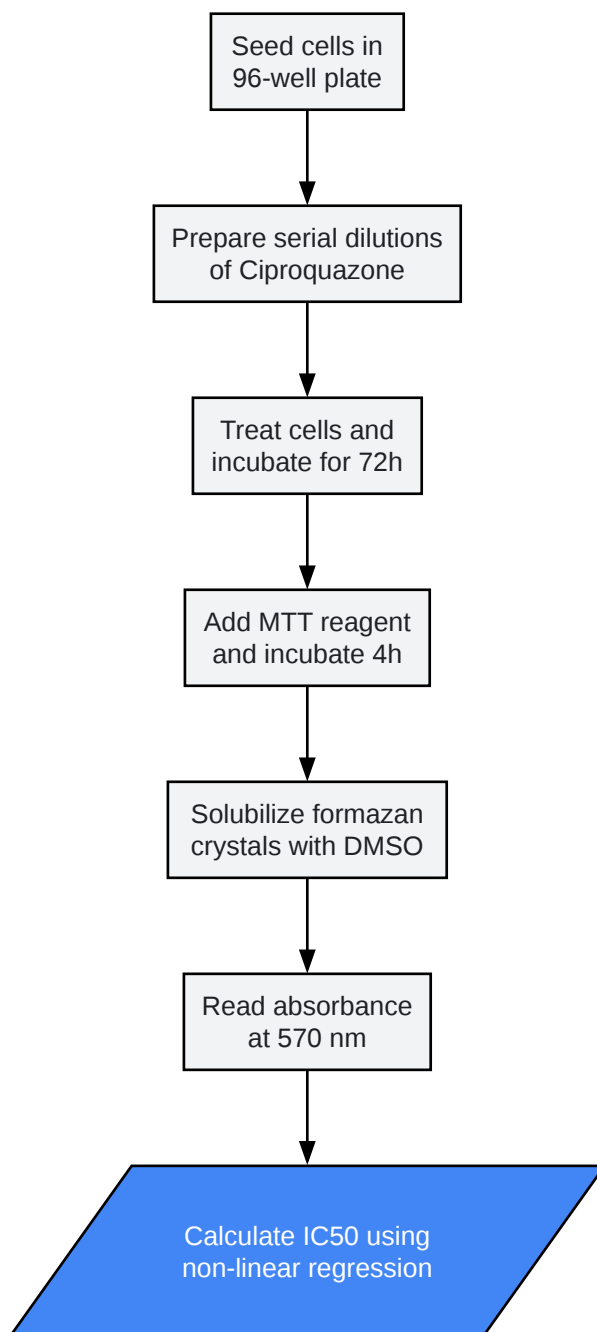 Seed cells in
96-well plate
Prepare serial dilutions
of Ciproquazone
Treat cells and
incubate for 72h
Add MTT reagent
and incubate 4h
Solubilize formazan
crystals with DMSO
Read absorbance
at 570 nm
Calculate IC50 using
non-linear regression